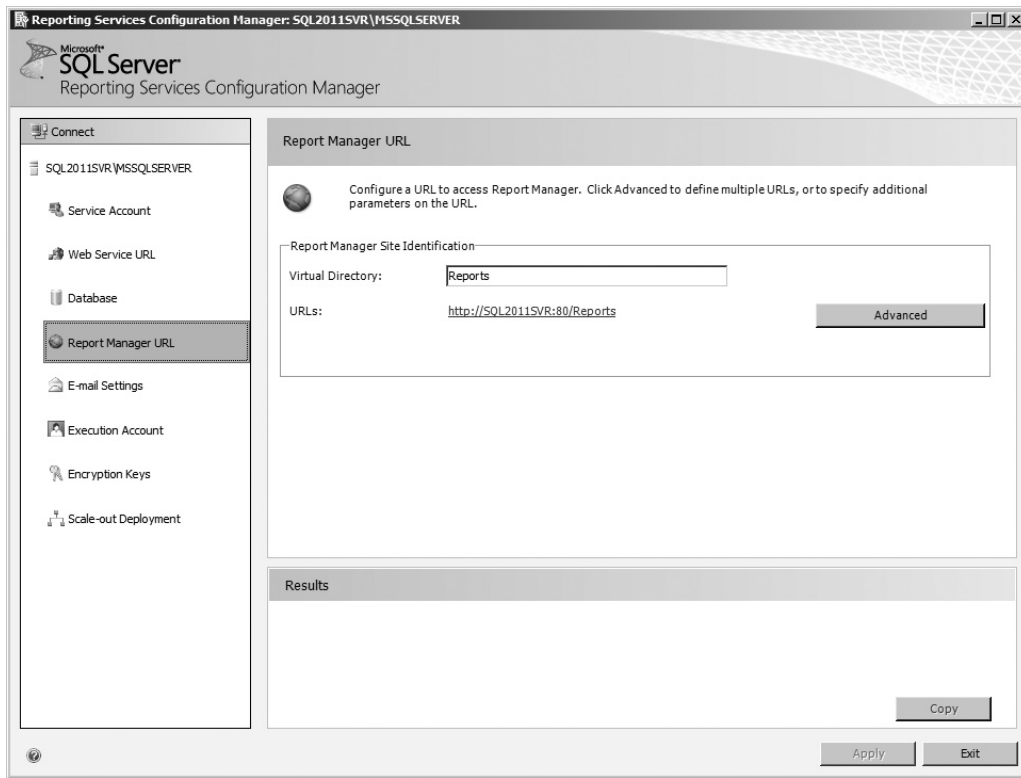 Reporting Services Configuration Manager: SQL2011SVR\MSSQLSERVER
Microsoft®
SQL Server
Reporting Services Configuration Manager
Connect
SQL2011SVR\MSSQLSERVER
Service Account
Web Service URL
Database
Report Manager URL
E-mail Settings
Execution Account
Encryption Keys
Scale-out Deployment
Report Manager URL
Configure a URL to access Report Manager. Click Advanced to define multiple URLs, or to specify additional
parameters on the URL.
Report Manager Site Identification
Virtual Directory: Reports
URLs: http://SQL2011SVR:80/Reports
Advanced
Results
Copy
Apply Exit